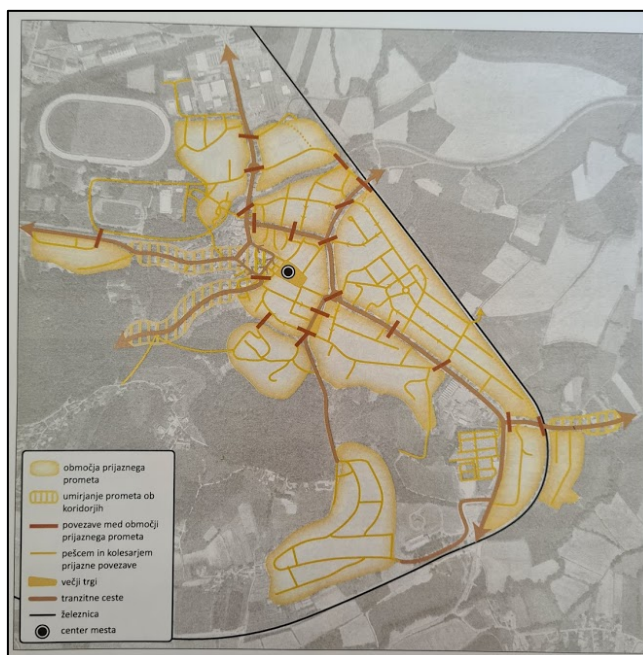 območja prijaznega
prometa
umirjanje prometa ob
koridorjih
povezave med območji
prijaznega prometa
pešcem in kolesarjem
prijazne povezave
večji trgi
tranzitne ceste
železnica
center mesta